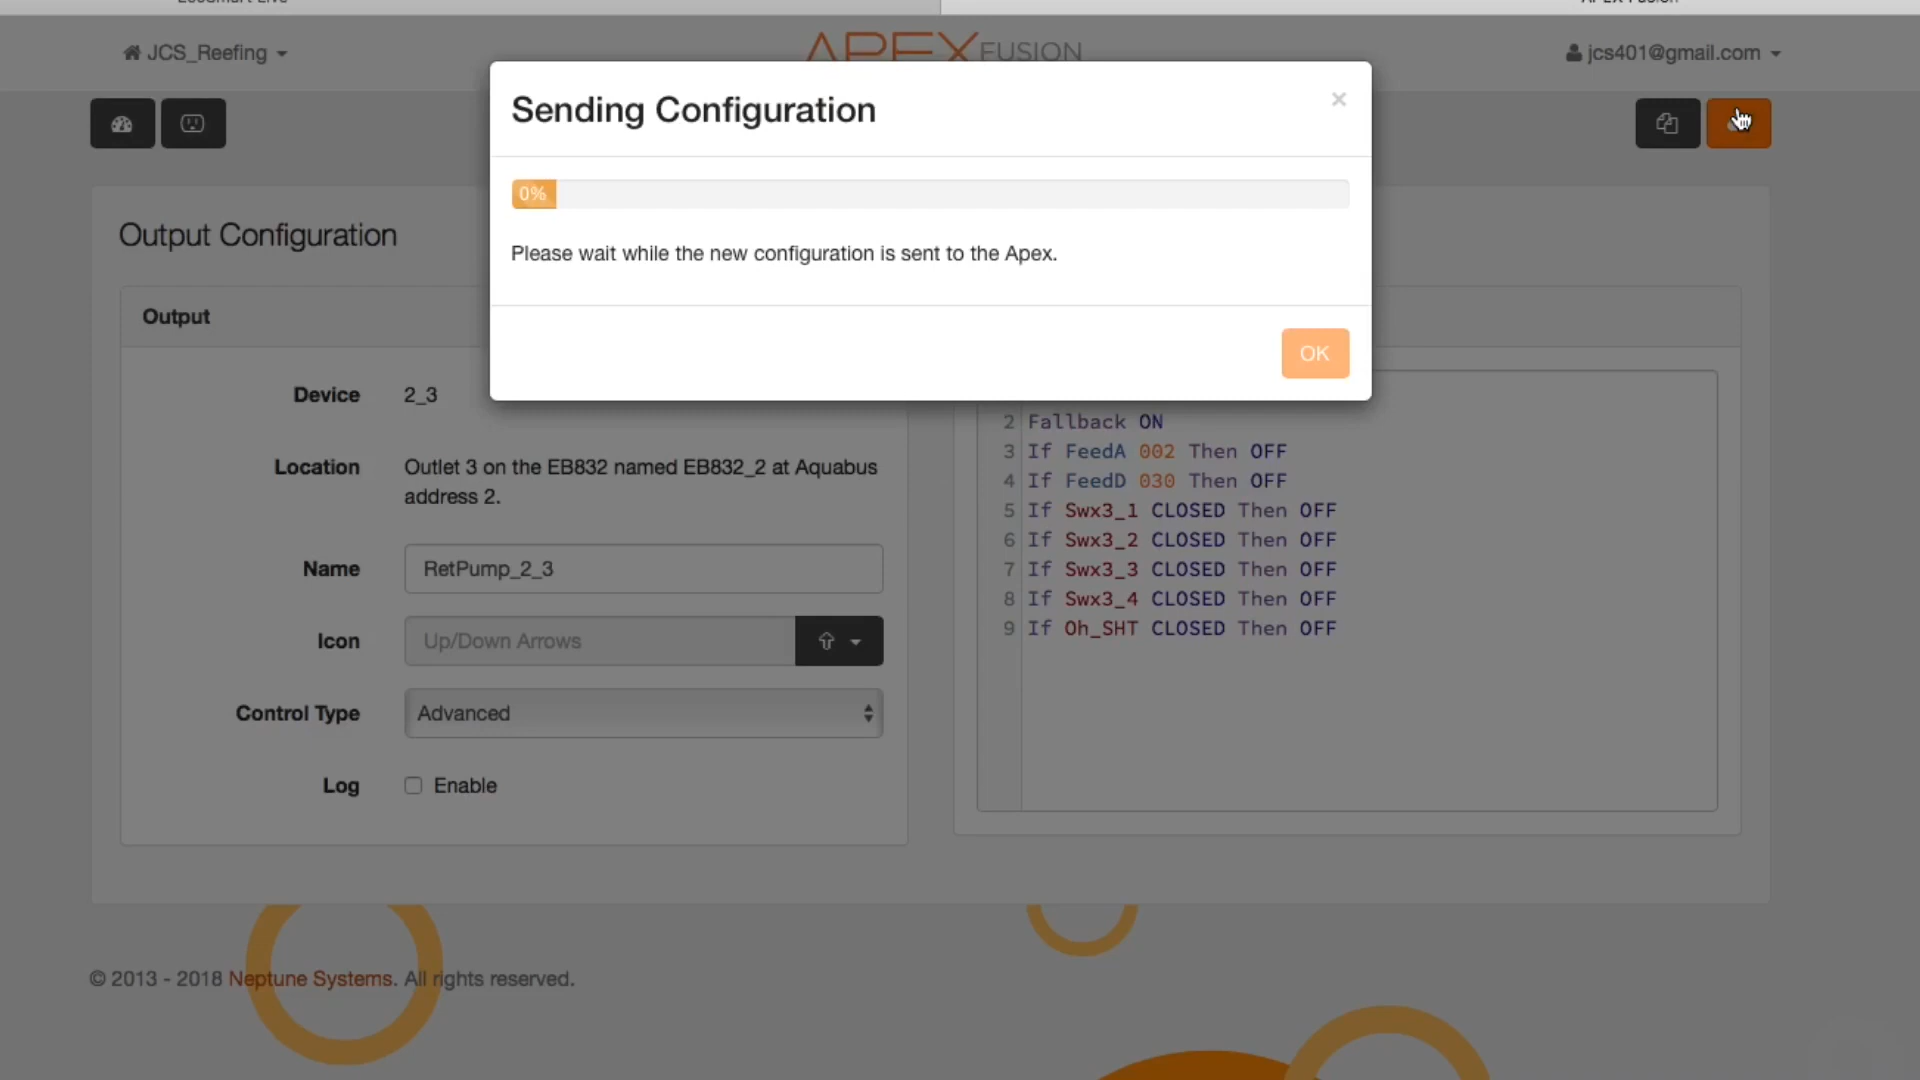 JCS_Reefing
APEX FUSION
jcs401@gmail.com
Sending Configuration
×
0%
Please wait while the new configuration is sent to the Apex.
OK
Output Configuration
Output
Device 2_3
Location Outlet 3 on the EB832 named EB832_2 at Aquabus
address 2.
Name RetPump_2_3
Icon Up/Down Arrows
Control Type Advanced
Log Enable
2 Fallback ON
3 If FeedA 002 Then OFF
4 If FeedD 030 Then OFF
5 If Swx3_1 CLOSED Then OFF
6 If Swx3_2 CLOSED Then OFF
7 If Swx3_3 CLOSED Then OFF
8 If Swx3_4 CLOSED Then OFF
9 If Oh_SHT CLOSED Then OFF
© 2013 - 2018 Neptune Systems. All rights reserved.